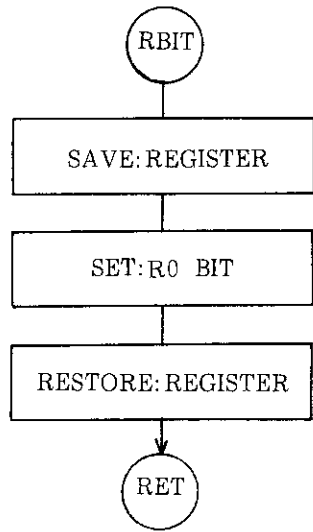 RBIT
SAVE:REGISTER
SET:R0 BIT
RESTORE:REGISTER
RET